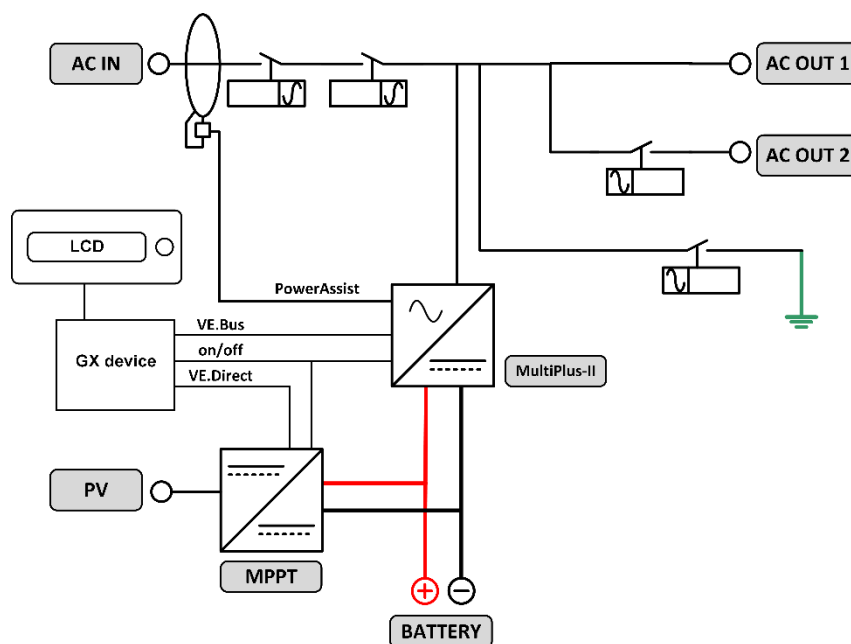 AC IN
AC OUT 1
AC OUT 2
LCD
PowerAssist
VE.Bus
GX device
on/off
VE.Direct
MultiPlus-II
PV
MPPT
+
−
BATTERY